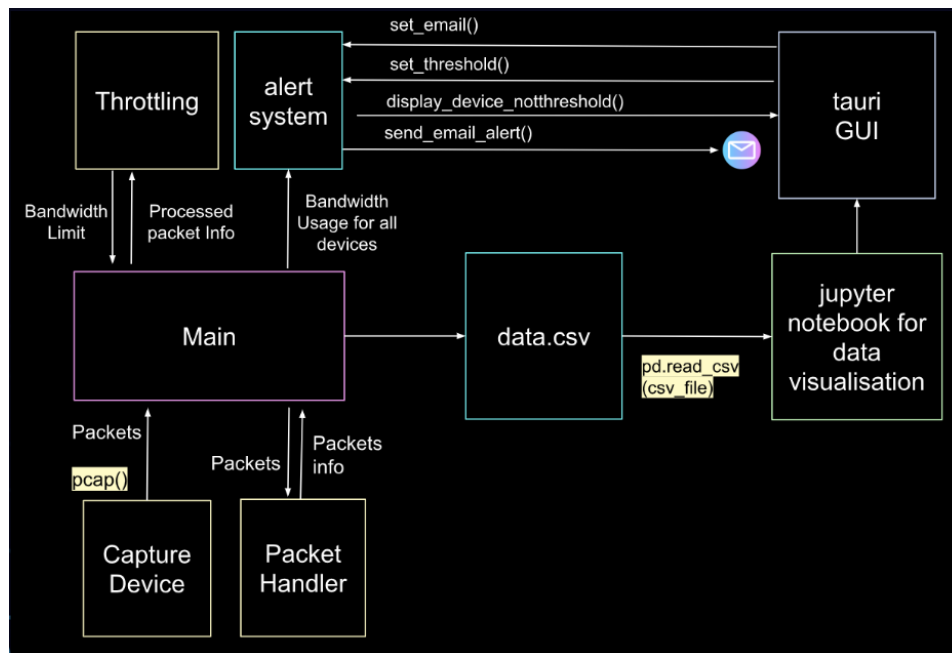 set_email()
set_threshold()
display_device_notthreshold()
send_email_alert()
Throttling
alert
system
tauri
GUI
Bandwidth
Limit
Processed
packet Info
Bandwidth
Usage for all
devices
Main
data.csv
pd.read_csv
(csv_file)
jupyter
notebook for
data
visualisation
Packets
pcap()
Packets
Packets
info
Capture
Device
Packet
Handler